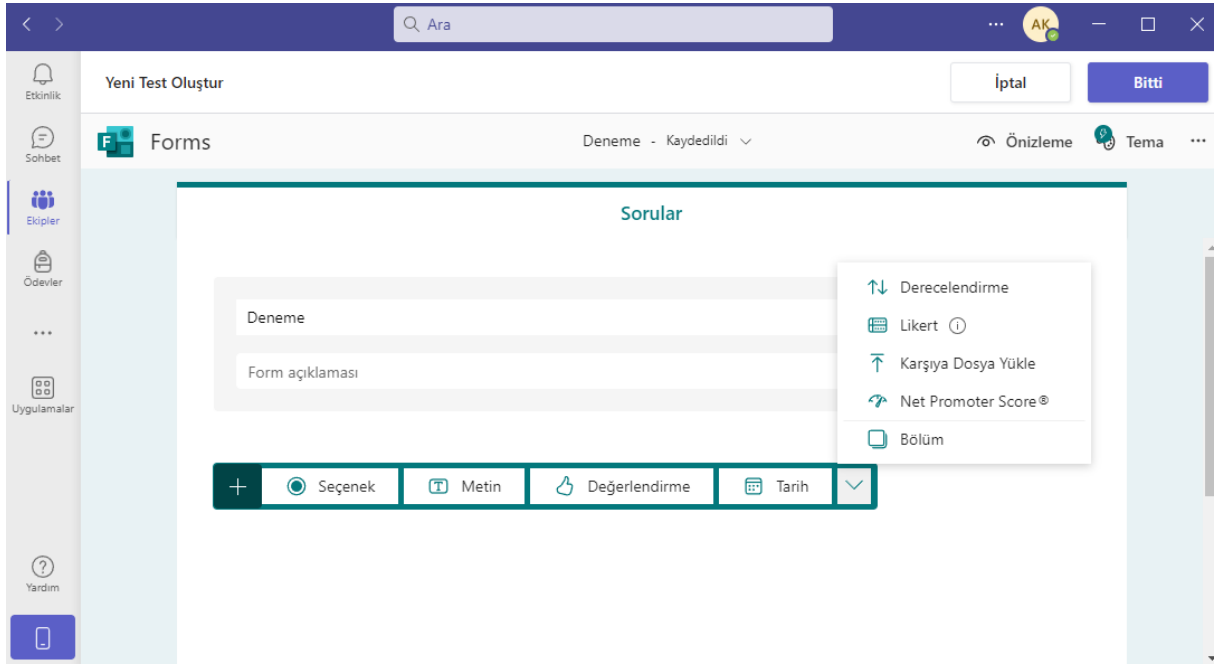 Ara
AK
Etkinlik
Sohbet
Ekipler
Ödevler
Uygulamalar
Yardım
Yeni Test Oluştur
İptal
Bitti
F
Forms
Deneme - Kaydedildi
Önizleme
Tema
Sorular
Deneme
Form açıklaması
Derecelendirme
Likert
Karşıya Dosya Yükle
Net Promoter Score®
Bölüm
Seçenek
T Metin
Değerlendirme
Tarih